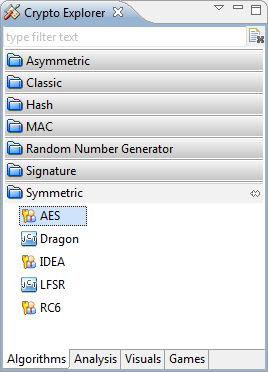 Crypto Explorer
type filter text
Asymmetric
Classic
Hash
MAC
Random Number Generator
Signature
Symmetric
AES
Dragon
IDEA
LFSR
RC6
Algorithms Analysis Visuals Games